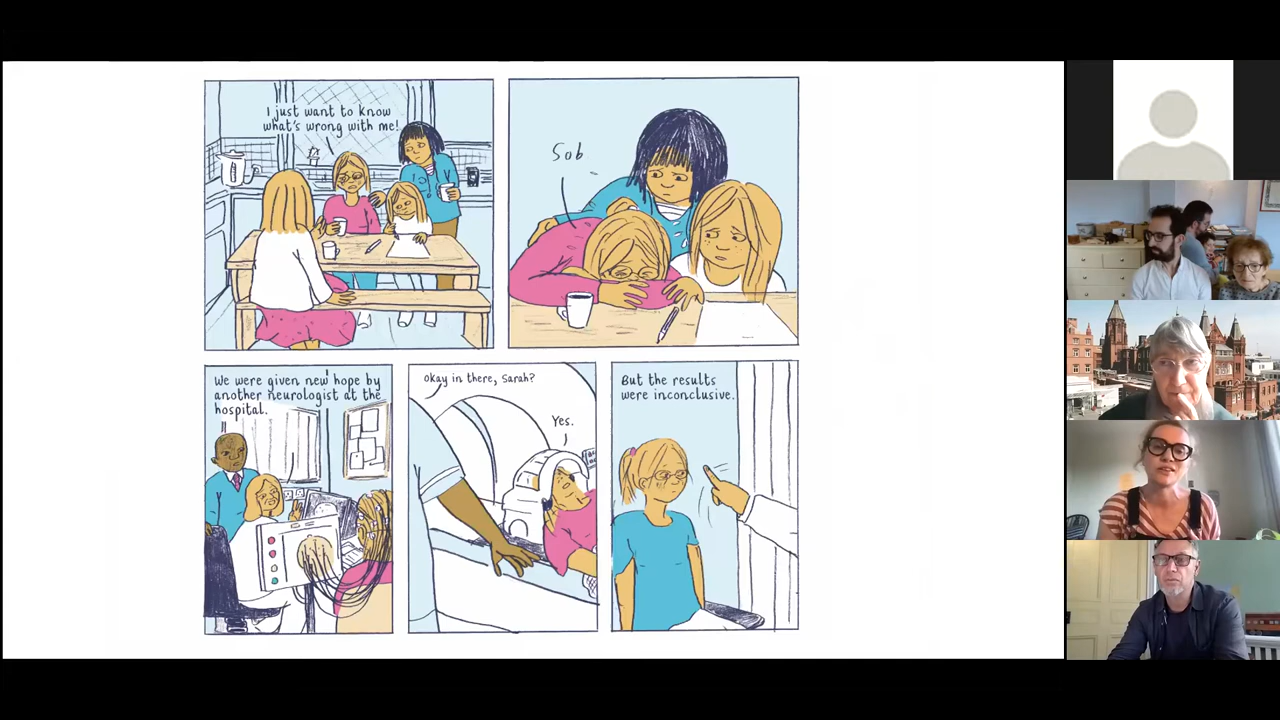 I just want to know
what's wrong with me!
Sob
We were given new hope by
another neurologist at the
hospital.
Okay in there, Sarah?
Yes.
But the results
were inconclusive.